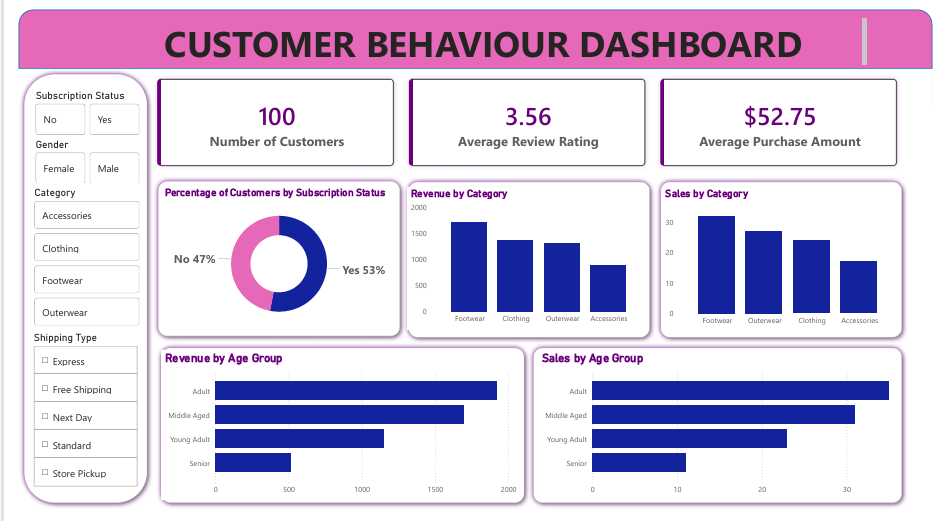 CUSTOMER BEHAVIOUR DASHBOARD
Subscription Status
No Yes
Gender
Female Male
Category
Accessories
Clothing
Footwear
Outerwear
Shipping Type
Express
Free Shipping
Next Day
Standard
Store Pickup
100
Number of Customers
3.56
Average Review Rating
$52.75
Average Purchase Amount
Percentage of Customers by Subscription Status
No 47%
Yes 53%
Revenue by Category
2000
1500
1000
500
0
Footwear Clothing Outerwear Accessories
Sales by Category
30
20
10
0
Footwear Outerwear Clothing Accessories
Revenue by Age Group
Adult
Middle Aged
Young Adult
Senior
0 500 1000 1500 2000
Sales by Age Group
Adult
Middle Aged
Young Adult
Senior
0 10 20 30